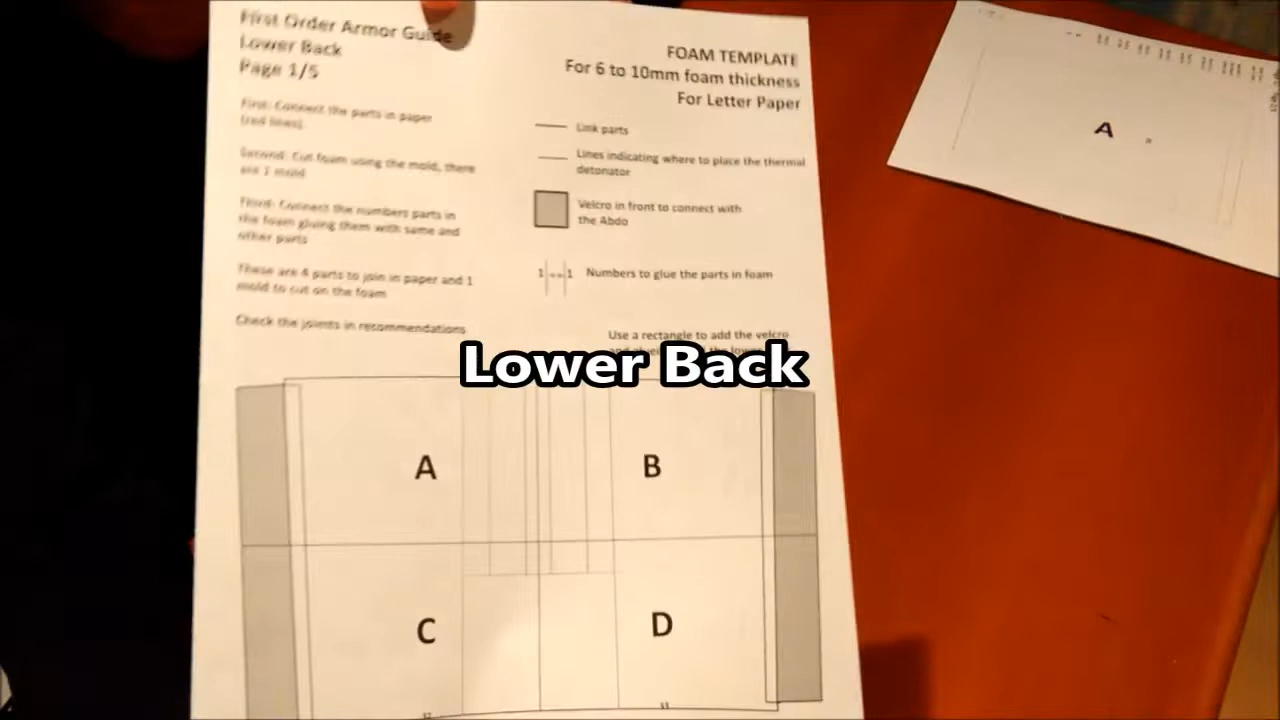 First Order Armor Guide
Lower Back
Page 1/5
First: Connect the parts in paper
(red lines).
Second: Cut foam using the mold, there
are 1 mold
Third: Connect the numbers parts in
the foam giving them with same and
other parts
These are 4 parts to join in paper and 1
mold to cut on the foam
Check the joints in recommendations
FOAM TEMPLATE
For 6 to 10mm foam thickness
For Letter Paper
Link parts
Lines indicating where to place the thermal
detonator
Velcro in front to connect with
the Abdo
1 1 Numbers to glue the parts in foam
Use a rectangle to add the velcro
Lower Back
A B
C D
A